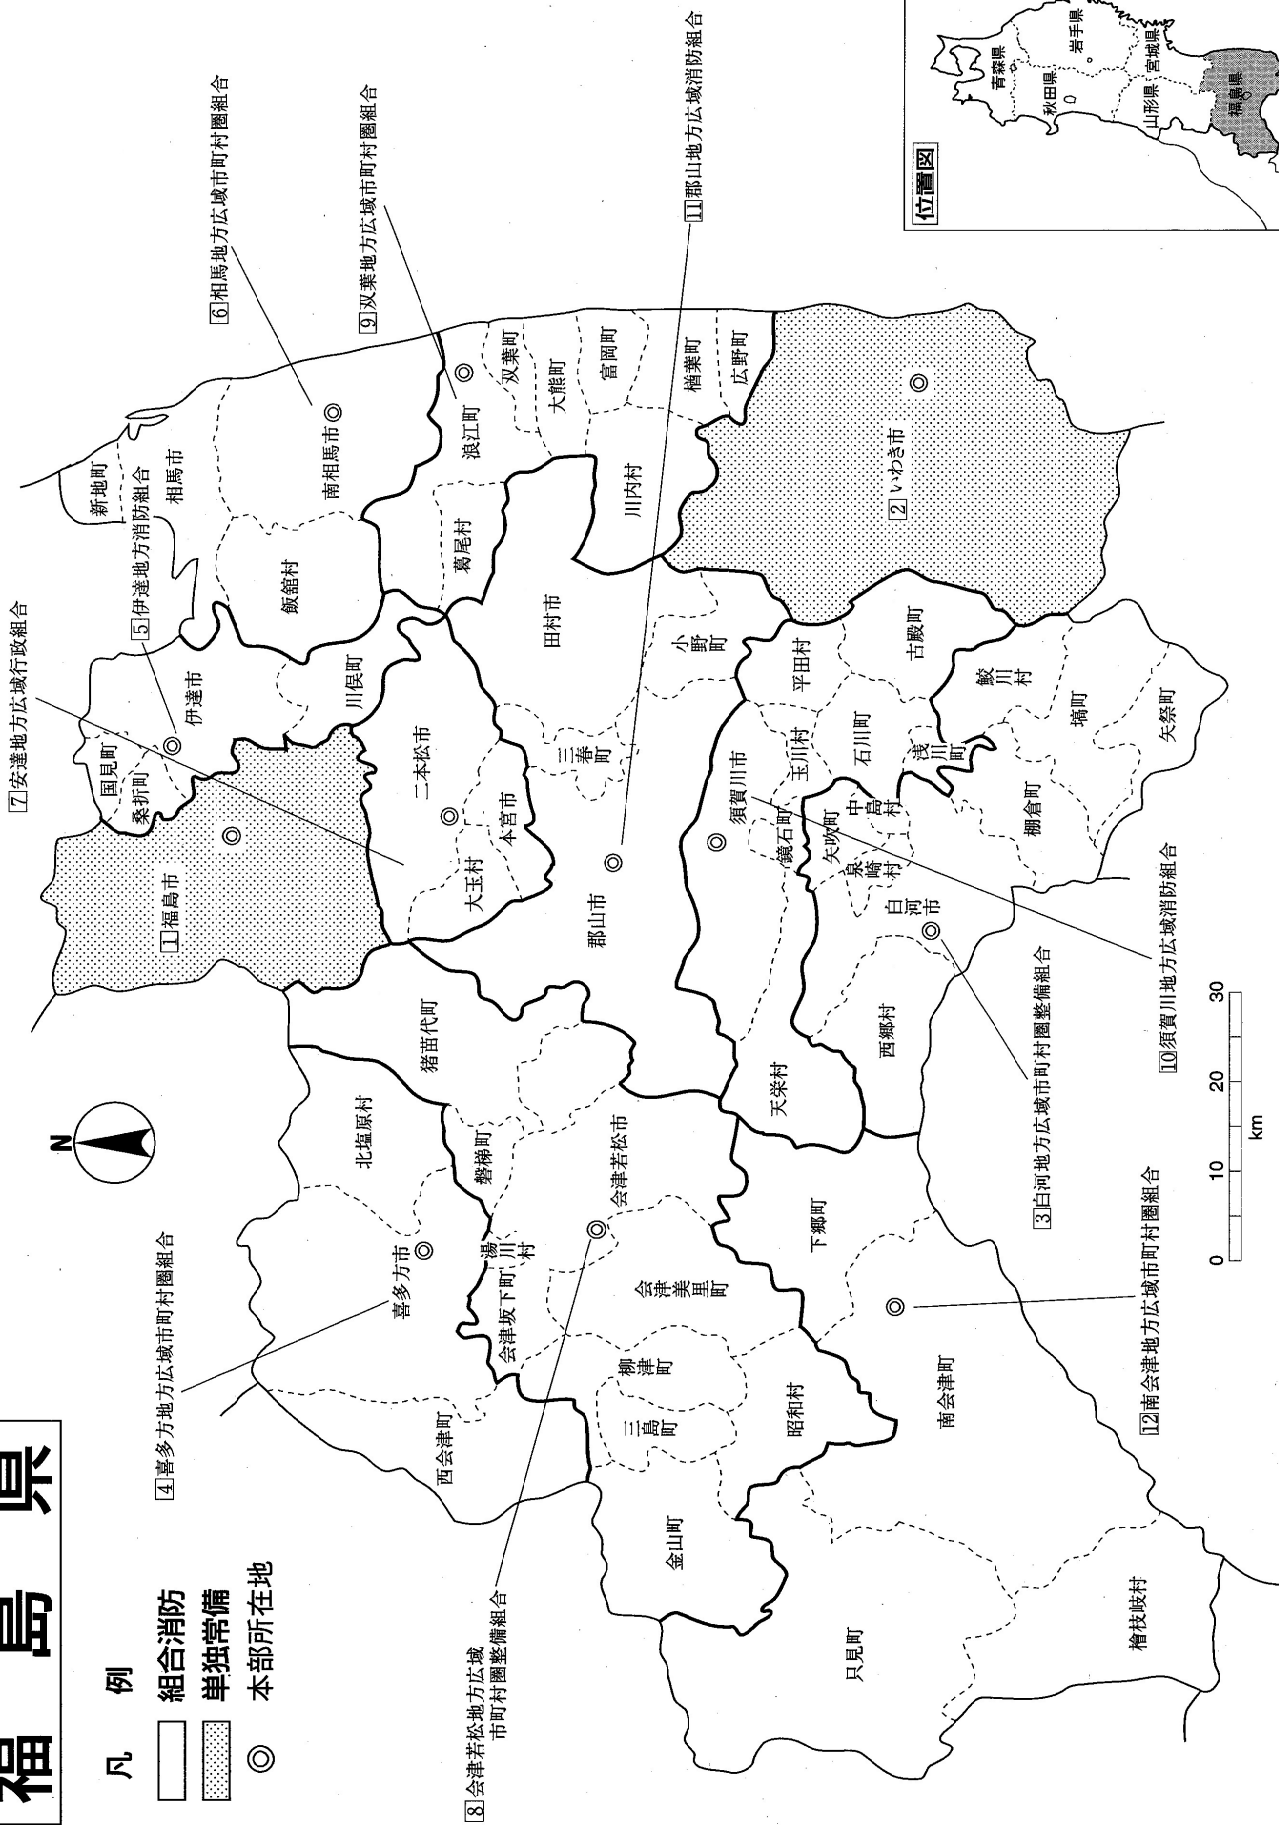 福島県
凡例
組合消防
単独常備
本部所在地
N
1 福島市
2 いわき市
3 白河地方広域市町村圏整備組合
4 喜多方地方広域市町村圏組合
5 伊達地方消防組合
6 相馬地方広域市町村圏組合
7 安達地方広域行政組合
8 会津若松地方広域
市町村圏整備組合
9 双葉地方広域市町村圏組合
10 須賀川地方広域消防組合
11 郡山地方広域消防組合
12 南会津地方広域市町村圏組合
新地町
相馬市
南相馬市
飯舘村
国見町
桑折町
伊達市
川俣町
二本松市
本宮市
大玉村
浪江町
双葉町
大熊町
富岡町
楢葉町
広野町
川内村
葛尾村
田村市
小野町
三春町
郡山市
須賀川市
鏡石町
天栄村
玉川村
平田村
石川町
古殿町
浅川町
鮫川村
塙町
矢祭町
棚倉町
中島村
矢吹町
泉崎村
白河市
西郷村
猪苗代町
磐梯町
北塩原村
喜多方市
西会津町
湯川村
会津坂下町
会津若松市
会津美里町
柳津町
三島町
金山町
昭和村
下郷町
南会津町
只見町
檜枝岐村
0 10 20 30
km
位置図
青森県
秋田県
岩手県
山形県
宮城県
福島県